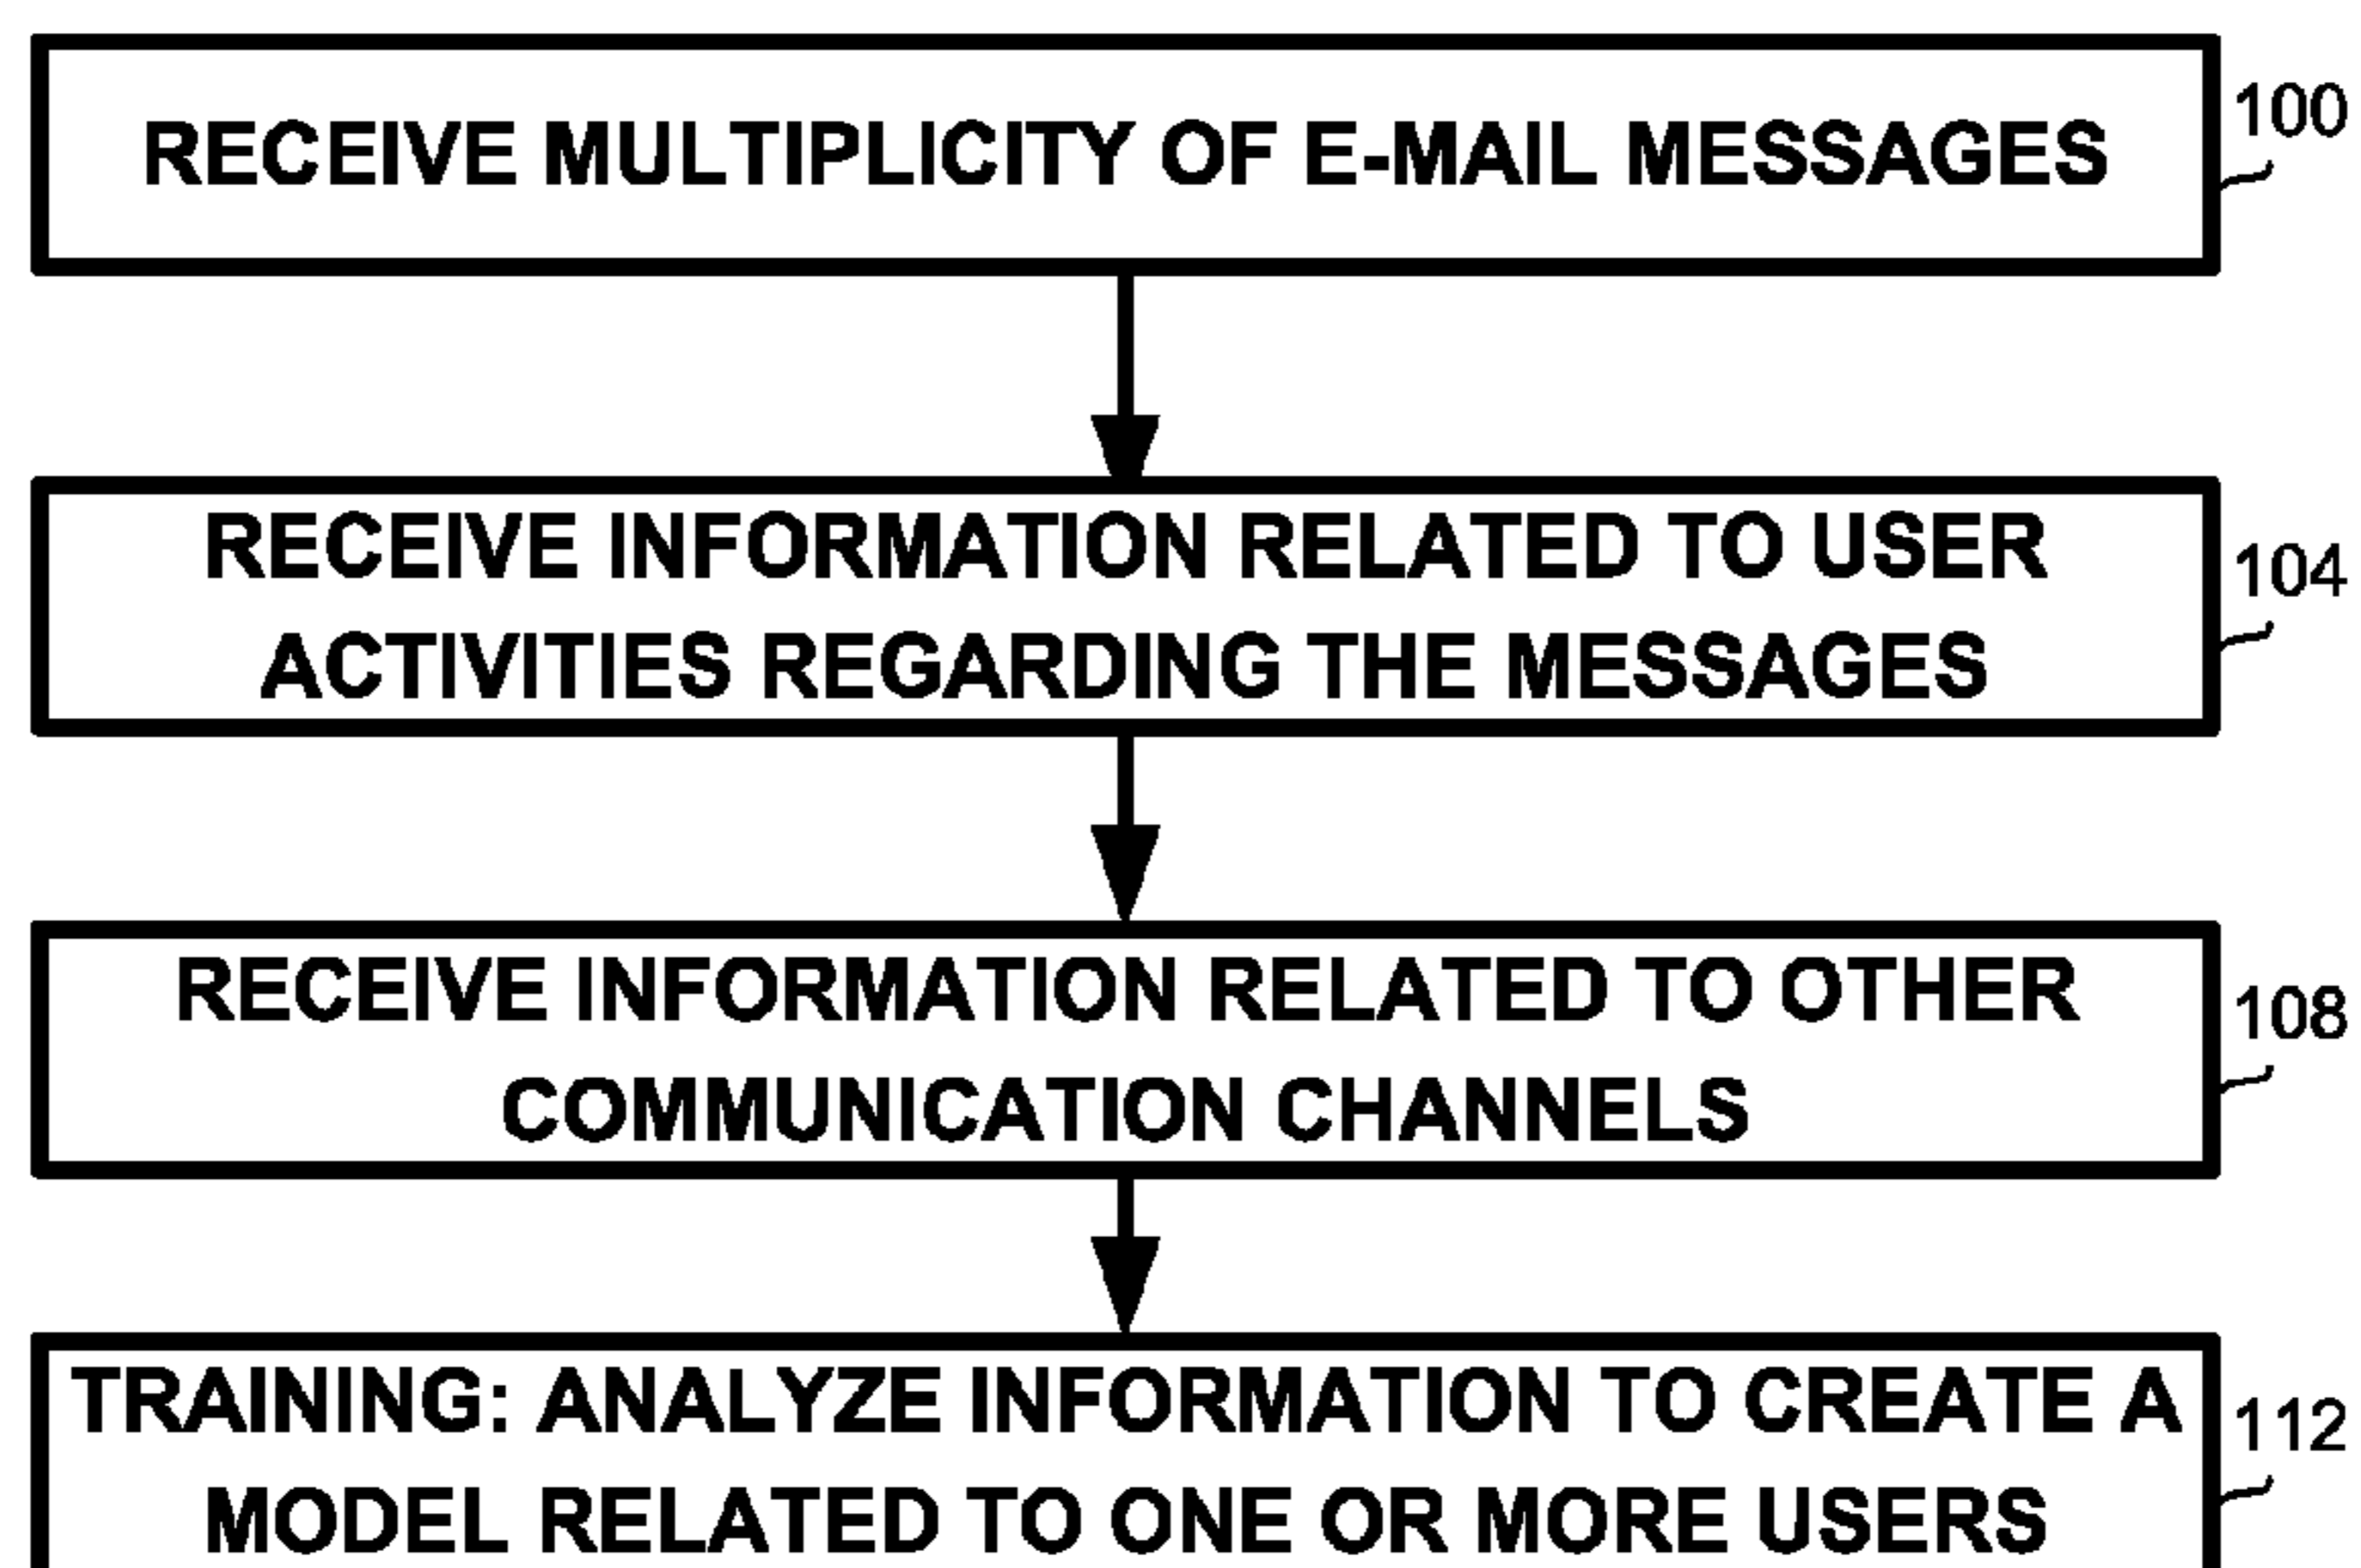 RECEIVE MULTIPLICITY OF E-MAIL MESSAGES
100
RECEIVE INFORMATION RELATED TO USER
ACTIVITIES REGARDING THE MESSAGES
104
RECEIVE INFORMATION RELATED TO OTHER
COMMUNICATION CHANNELS
108
TRAINING: ANALYZE INFORMATION TO CREATE A
MODEL RELATED TO ONE OR MORE USERS
112